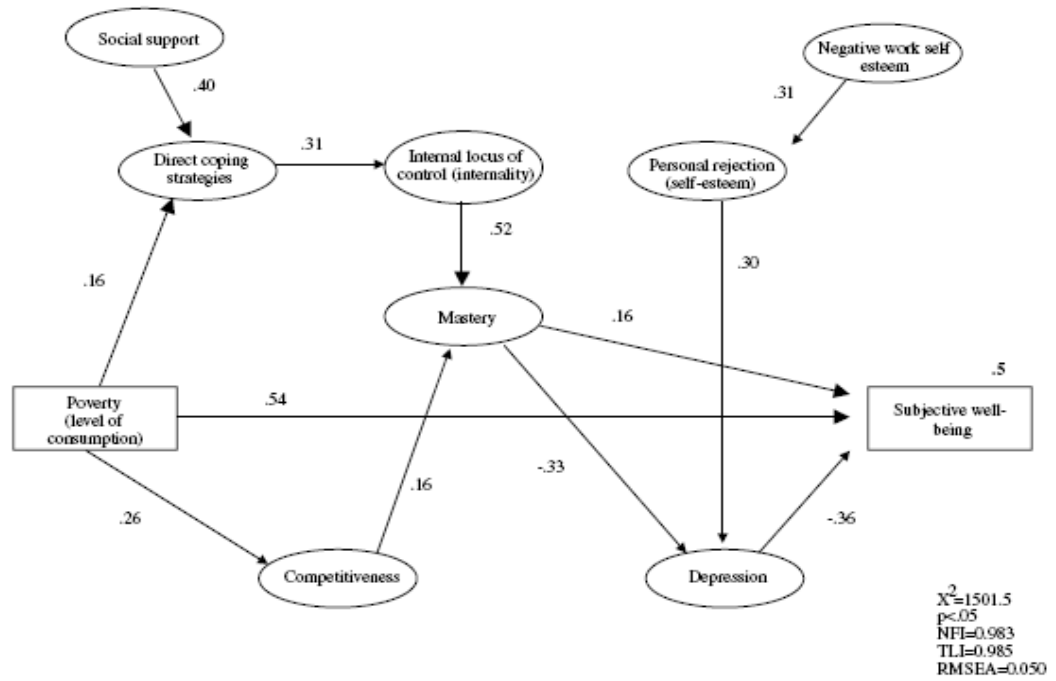 Social support
Negative work self
esteem
.40
.31
Direct coping
strategies
.31
Internal locus of
control (internality)
Personal rejection
(self-esteem)
.52
.30
.16
Mastery
.16
.5
Poverty
(level of
consumption)
.54
Subjective well-
being
.16
-.33
.26
-.36
Competitiveness
Depression
X2=1501.5
p<.05
NFI=0.983
TLI=0.985
RMSEA=0.050